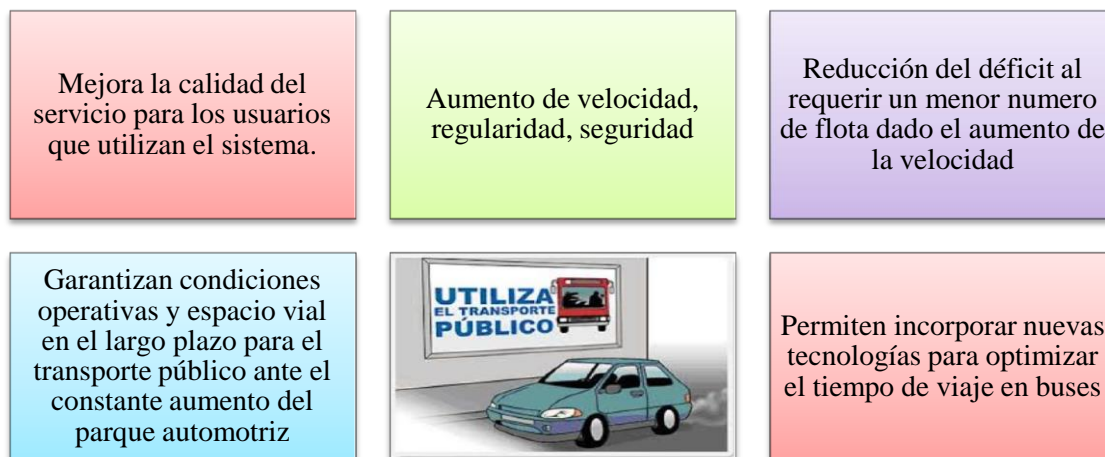 Mejora la calidad del
servicio para los usuarios
que utilizan el sistema.
Aumento de velocidad,
regularidad, seguridad
Reducción del déficit al
requerir un menor numero
de flota dado el aumento de
la velocidad
Garantizan condiciones
operativas y espacio vial
en el largo plazo para el
transporte público ante el
constante aumento del
parque automotriz
UTILIZA
EL TRANSPORTE
PÚBLICO
Permiten incorporar nuevas
tecnologías para optimizar
el tiempo de viaje en buses